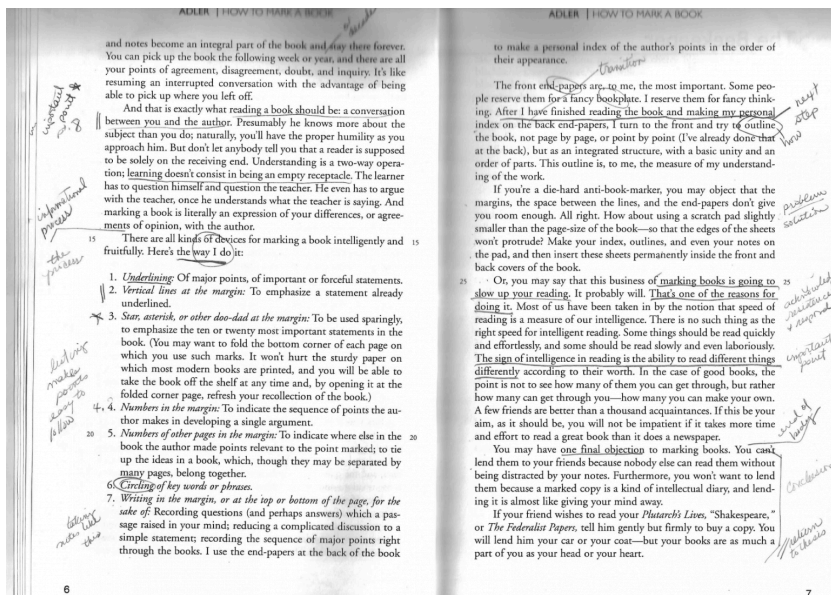 ADLER | HOW TO MARK A BOOK
and notes become an integral part of the book and stay there forever.
You can pick up the book the following week or year, and there are all
your points of agreement, disagreement, doubt, and inquiry. It's like
resuming an interrupted conversation with the advantage of being
able to pick up where you left off.
And that is exactly what reading a book should be: a conversation
between you and the author. Presumably he knows more about the
subject than you do; naturally, you'll have the proper humility as you
approach him. But don't let anybody tell you that a reader is supposed
to be solely on the receiving end. Understanding is a two-way opera-
tion; learning doesn't consist in being an empty receptacle. The learner
has to question himself and question the teacher. He even has to argue
with the teacher, once he understands what the teacher is saying. And
marking a book is literally an expression of your differences, or agree-
ments of opinion, with the author.
15 There are all kinds of devices for marking a book intelligently and 15
fruitfully. Here's the way I do it:
1. Underlining: Of major points, of important or forceful statements.
2. Vertical lines at the margin: To emphasize a statement already
underlined.
3. Star, asterisk, or other doo-dad at the margin: To be used sparingly,
to emphasize the ten or twenty most important statements in the
book. (You may want to fold the bottom corner of each page on
which you use such marks. It won't hurt the sturdy paper on
which most modern books are printed, and you will be able to
take the book off the shelf at any time and, by opening it at the
folded corner page, refresh your recollection of the book.)
4. 4. Numbers in the margin: To indicate the sequence of points the au-
thor makes in developing a single argument.
20 5. Numbers of other pages in the margin: To indicate where else in the 20
book the author made points relevant to the point marked; to tie
up the ideas in a book, which, though they may be separated by
many pages, belong together.
6. Circling of key words or phrases.
7. Writing in the margin, or at the top or bottom of the page, for the
sake of: Recording questions (and perhaps answers) which a pas-
sage raised in your mind; reducing a complicated discussion to a
simple statement; recording the sequence of major points right
through the books. I use the end-papers at the back of the book
important
point
p. 8
informational
process
the
process
listing
makes
points
easy to
follow
taking
notes like
this
6
ADLER | HOW TO MARK A BOOK
to make a personal index of the author's points in the order of
their appearance.
transition
The front end-papers are, to me, the most important. Some peo-
ple reserve them for a fancy bookplate. I reserve them for fancy think-
ing. After I have finished reading the book and making my personal
index on the back end-papers, I turn to the front and try to outline
the book, not page by page, or point by point (I've already done that
at the back), but as an integrated structure, with a basic unity and an
order of parts. This outline is, to me, the measure of my understand-
ing of the work.
If you're a die-hard anti-book-marker, you may object that the
margins, the space between the lines, and the end-papers don't give
you room enough. All right. How about using a scratch pad slightly
smaller than the page-size of the book—so that the edges of the sheets
won't protrude? Make your index, outlines, and even your notes on
the pad, and then insert these sheets permanently inside the front and
back covers of the book.
25 Or, you may say that this business of marking books is going to 25
slow up your reading. It probably will. That's one of the reasons for
doing it. Most of us have been taken in by the notion that speed of
reading is a measure of our intelligence. There is no such thing as the
right speed for intelligent reading. Some things should be read quickly
and effortlessly, and some should be read slowly and even laboriously.
The sign of intelligence in reading is the ability to read different things
differently according to their worth. In the case of good books, the
point is not to see how many of them you can get through, but rather
how many can get through you—how many you can make your own.
A few friends are better than a thousand acquaintances. If this be your
aim, as it should be, you will not be impatient if it takes more time
and effort to read a great book than it does a newspaper.
You may have one final objection to marking books. You can't
lend them to your friends because nobody else can read them without
being distracted by your notes. Furthermore, you won't want to lend
them because a marked copy is a kind of intellectual diary, and lend-
ing it is almost like giving your mind away.
If your friend wishes to read your Plutarch's Lives, "Shakespeare,"
or The Federalist Papers, tell him gently but firmly to buy a copy. You
will lend him your car or your coat—but your books are as much a
part of you as your head or your heart.
next
step
how
problem
solution
important
point
end of
body
conclusion
return
to thesis
7